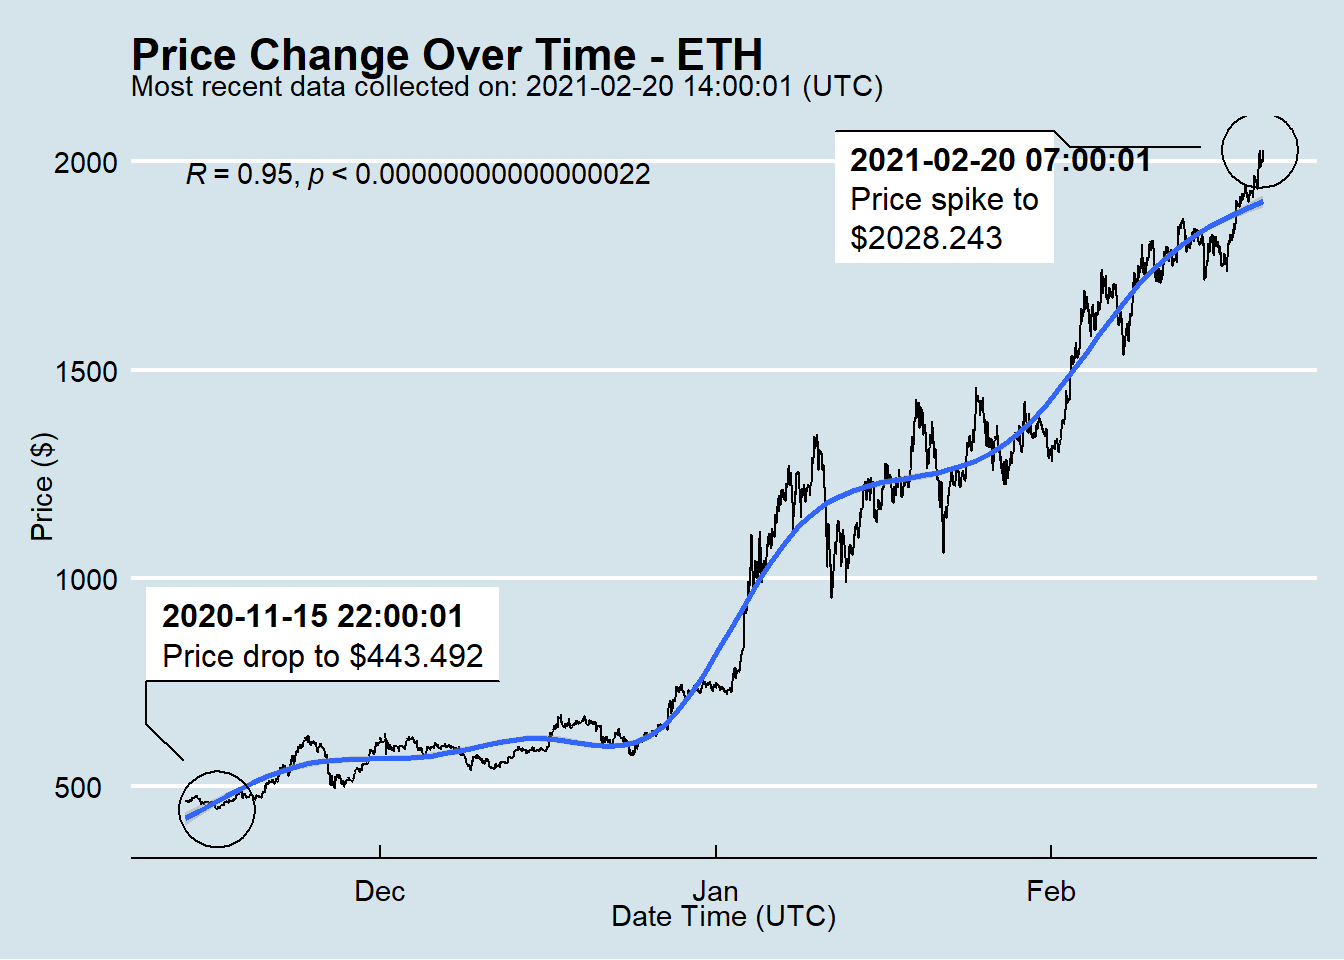 Price Change Over Time - ETH
Most recent data collected on: 2021-02-20 14:00:01 (UTC)
2021-02-20 07:00:01
Price spike to
$2028.243
R = 0.95, p < 0.00000000000000022
2000
1500
1000
500
Price ($)
2020-11-15 22:00:01
Price drop to $443.492
Dec
Jan
Feb
Date Time (UTC)